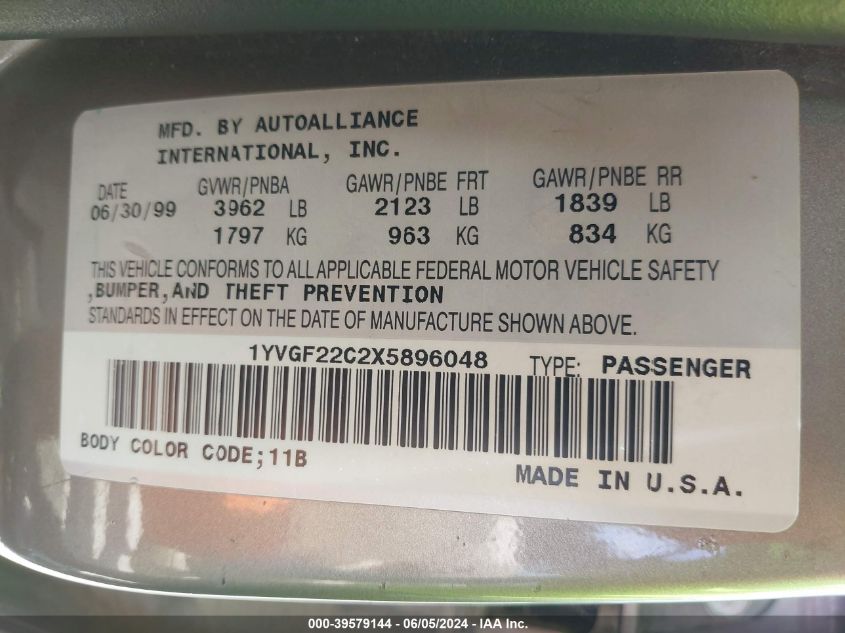 MFD. BY AUTOALLIANCE
INTERNATIONAL, INC.
DATE GVWR/PNBA GAWR/PNBE FRT GAWR/PNBE RR
06/30/99 3962 LB 2123 LB 1839 LB
1797 KG 963 KG 834 KG
THIS VEHICLE CONFORMS TO ALL APPLICABLE FEDERAL MOTOR VEHICLE SAFETY
,BUMPER,AND THEFT PREVENTION
STANDARDS IN EFFECT ON THE DATE OF MANUFACTURE SHOWN ABOVE.
1YVGF22C2X5896048 TYPE: PASSENGER
BODY COLOR CODE;11B
MADE IN U.S.A.
000-39579144 - 06/05/2024 - IAA Inc.